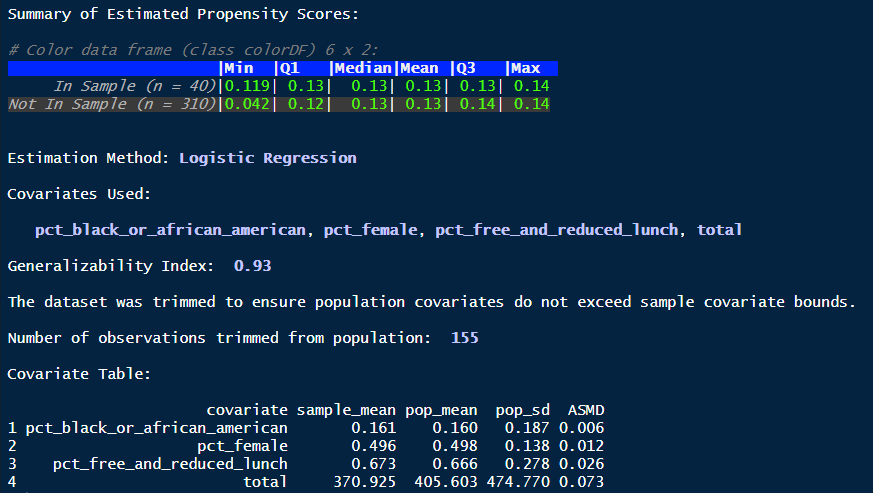 Summary of Estimated Propensity Scores:
# Color data frame (class colorDF) 6 x 2:
|Min |Q1 |Median|Mean |Q3 |Max
In Sample (n = 40)|0.119| 0.13| 0.13| 0.13| 0.13| 0.14
Not In Sample (n = 310)|0.042| 0.12| 0.13| 0.13| 0.14| 0.14
Estimation Method: Logistic Regression
Covariates Used:
pct_black_or_african_american, pct_female, pct_free_and_reduced_lunch, total
Generalizability Index: 0.93
The dataset was trimmed to ensure population covariates do not exceed sample covariate bounds.
Number of observations trimmed from population: 155
Covariate Table:
covariate sample_mean pop_mean pop_sd ASMD
1 pct_black_or_african_american 0.161 0.160 0.187 0.006
2 pct_female 0.496 0.498 0.138 0.012
3 pct_free_and_reduced_lunch 0.673 0.666 0.278 0.026
4 total 370.925 405.603 474.770 0.073